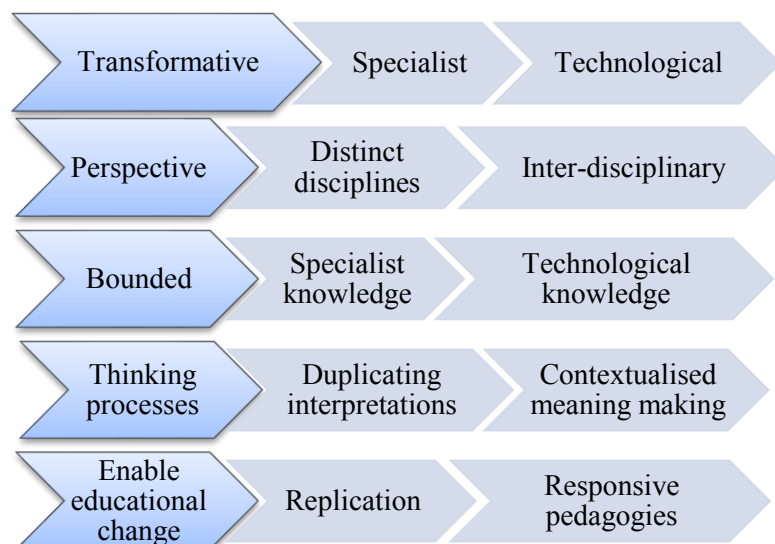 Transformative
Specialist
Technological
Perspective
Distinct
disciplines
Inter-disciplinary
Bounded
Specialist
knowledge
Technological
knowledge
Thinking
processes
Duplicating
interpretations
Contextualised
meaning making
Enable
educational
change
Replication
Responsive
pedagogies